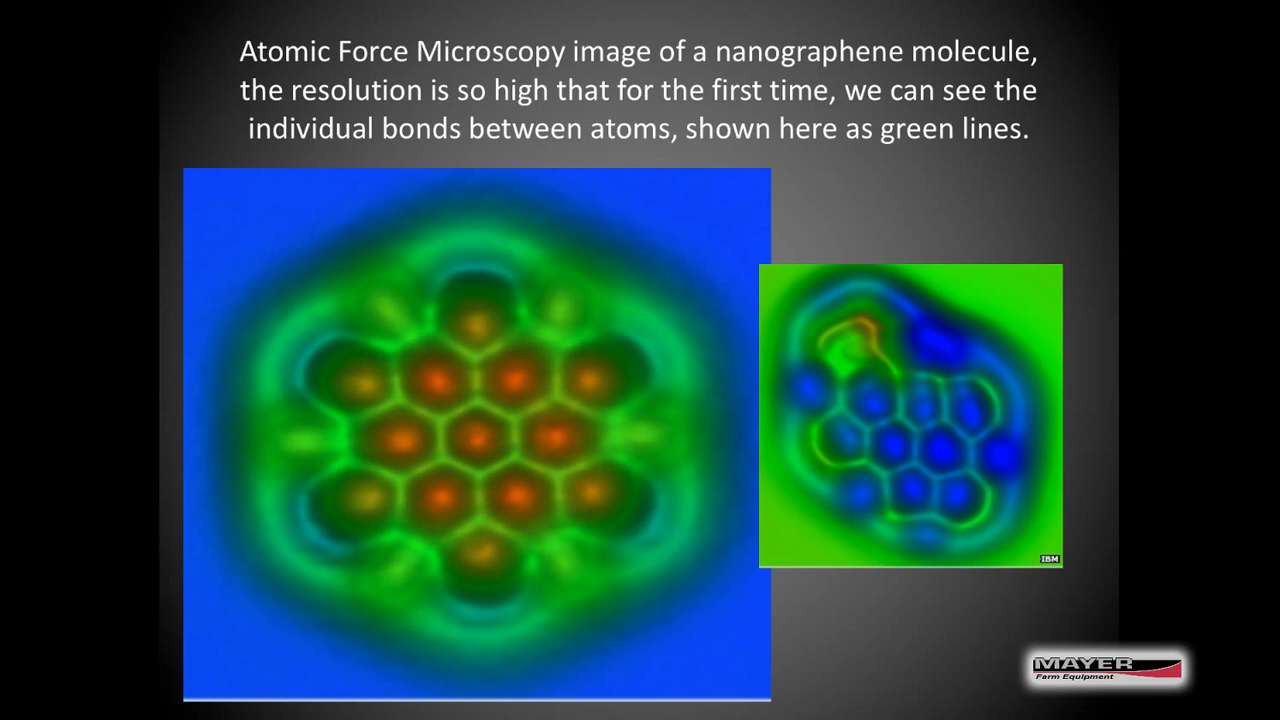 Atomic Force Microscopy image of a nanographene molecule,
the resolution is so high that for the first time, we can see the
individual bonds between atoms, shown here as green lines.
IBM
MAYER
Farm Equipment